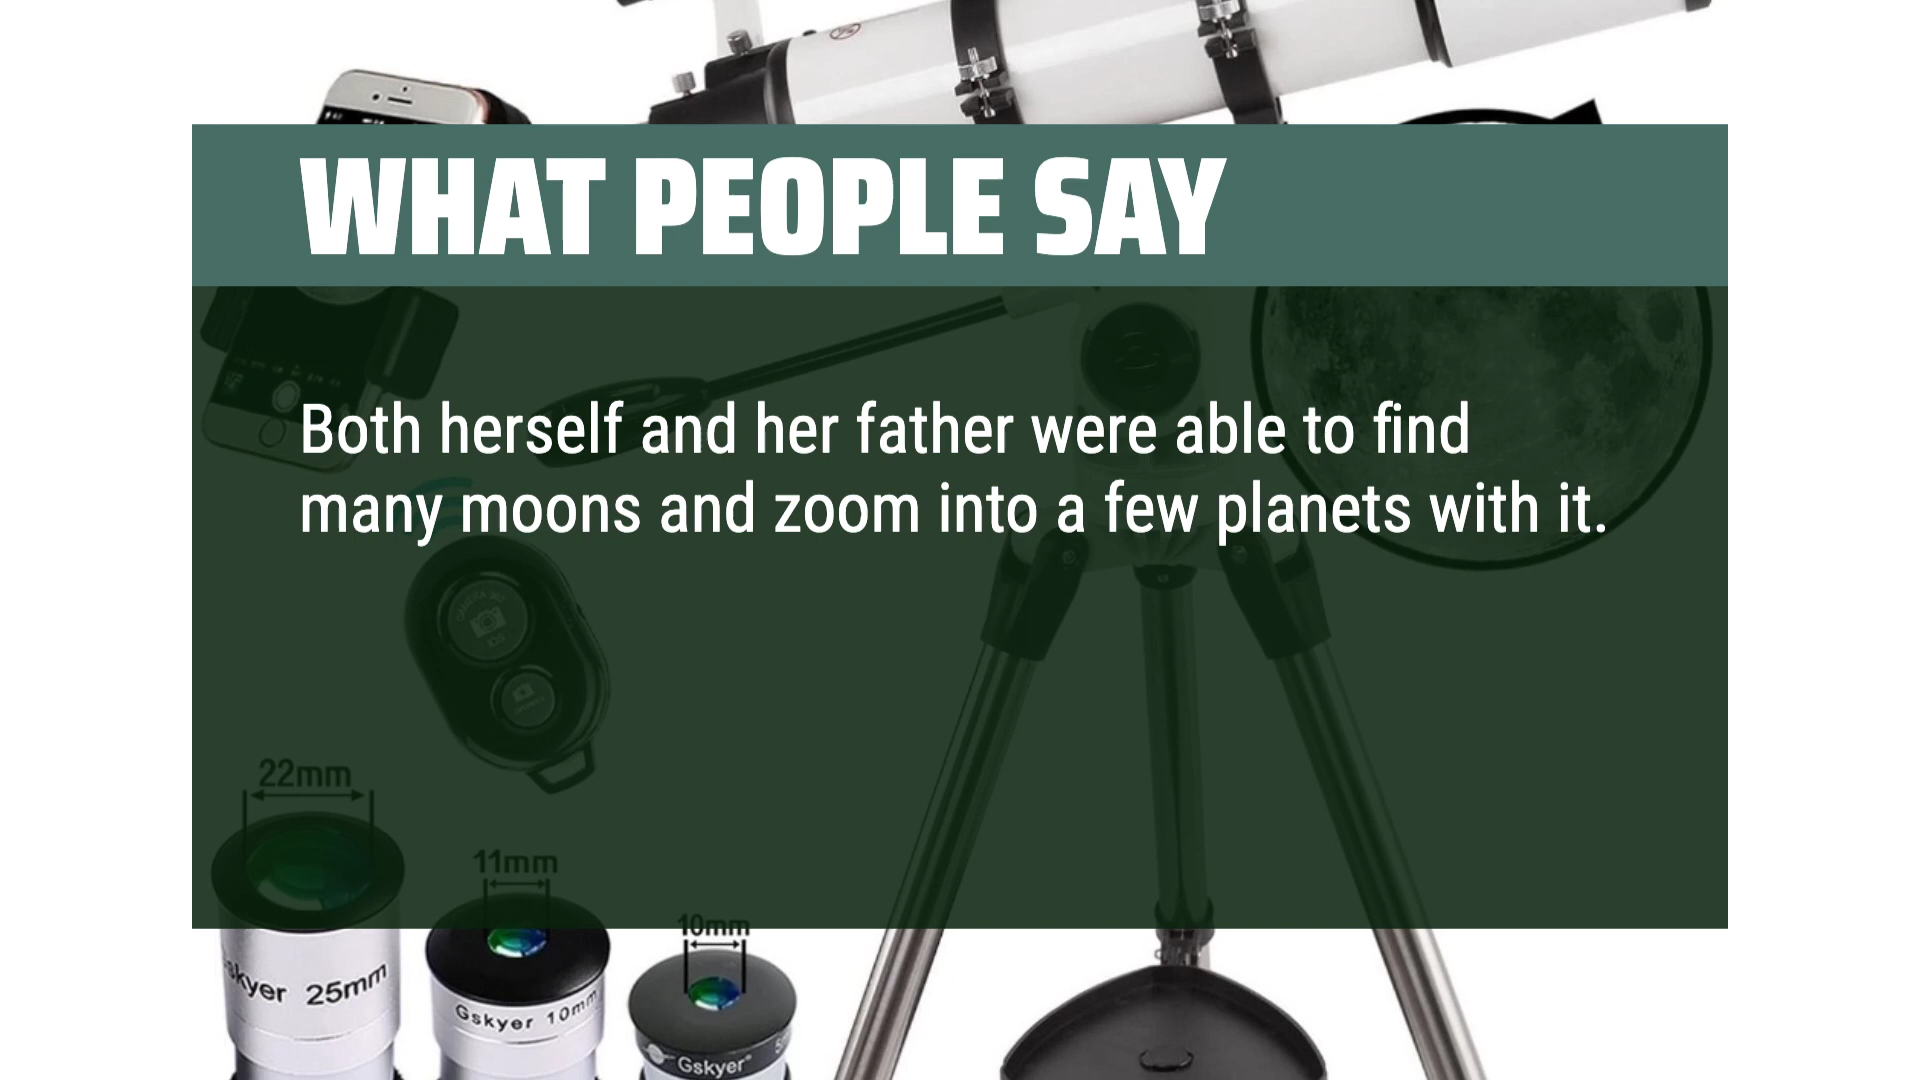 WHAT PEOPLE SAY
Both herself and her father were able to find
many moons and zoom into a few planets with it.
22mm
11mm
10mm
Gskyer 25mm
Gskyer 10mm
Gskyer